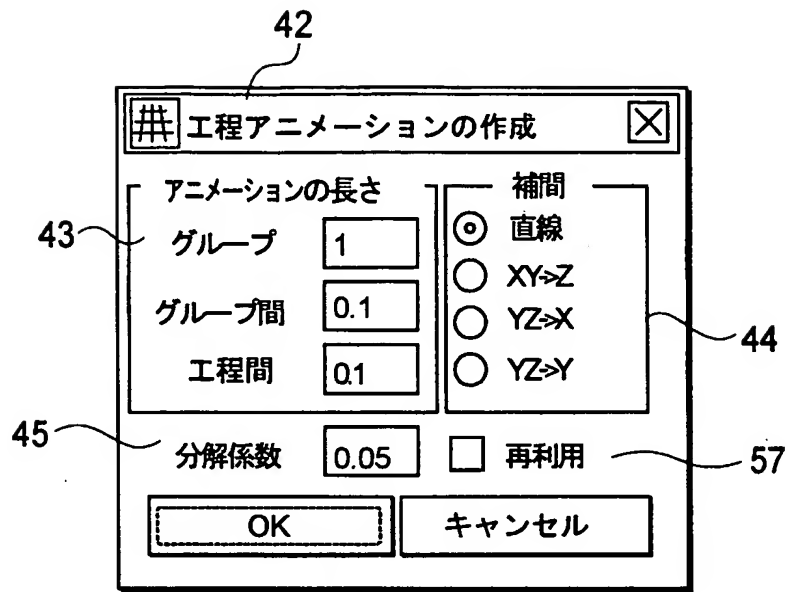 42
工程アニメーションの作成
アニメーションの長さ
補間
43
グループ
1
直線
XY->Z
グループ間
0.1
YZ->X
44
工程間
0.1
YZ->Y
45
分解係数
0.05
再利用
57
OK
キャンセル